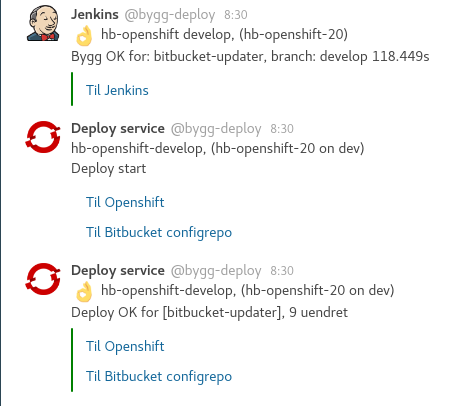 Jenkins @bygg-deploy 8:30
👌 hb-openshift develop, (hb-openshift-20)
Bygg OK for: bitbucket-updater, branch: develop 118.449s
Til Jenkins
Deploy service @bygg-deploy 8:30
hb-openshift-develop, (hb-openshift-20 on dev)
Deploy start
Til Openshift
Til Bitbucket configrepo
Deploy service @bygg-deploy 8:30
👌 hb-openshift-develop, (hb-openshift-20 on dev)
Deploy OK for [bitbucket-updater], 9 uendret
Til Openshift
Til Bitbucket configrepo